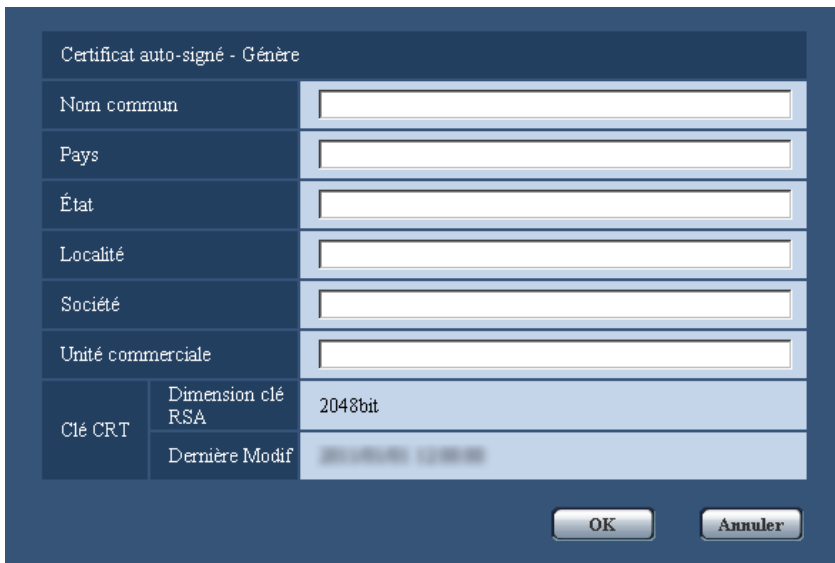 Certificat auto-signé - Génère
Nom commun
Pays
État
Localité
Société
Unité commerciale
Clé CRT
Dimension clé
RSA
2048bit
Dernière Modif
OK
Annuler